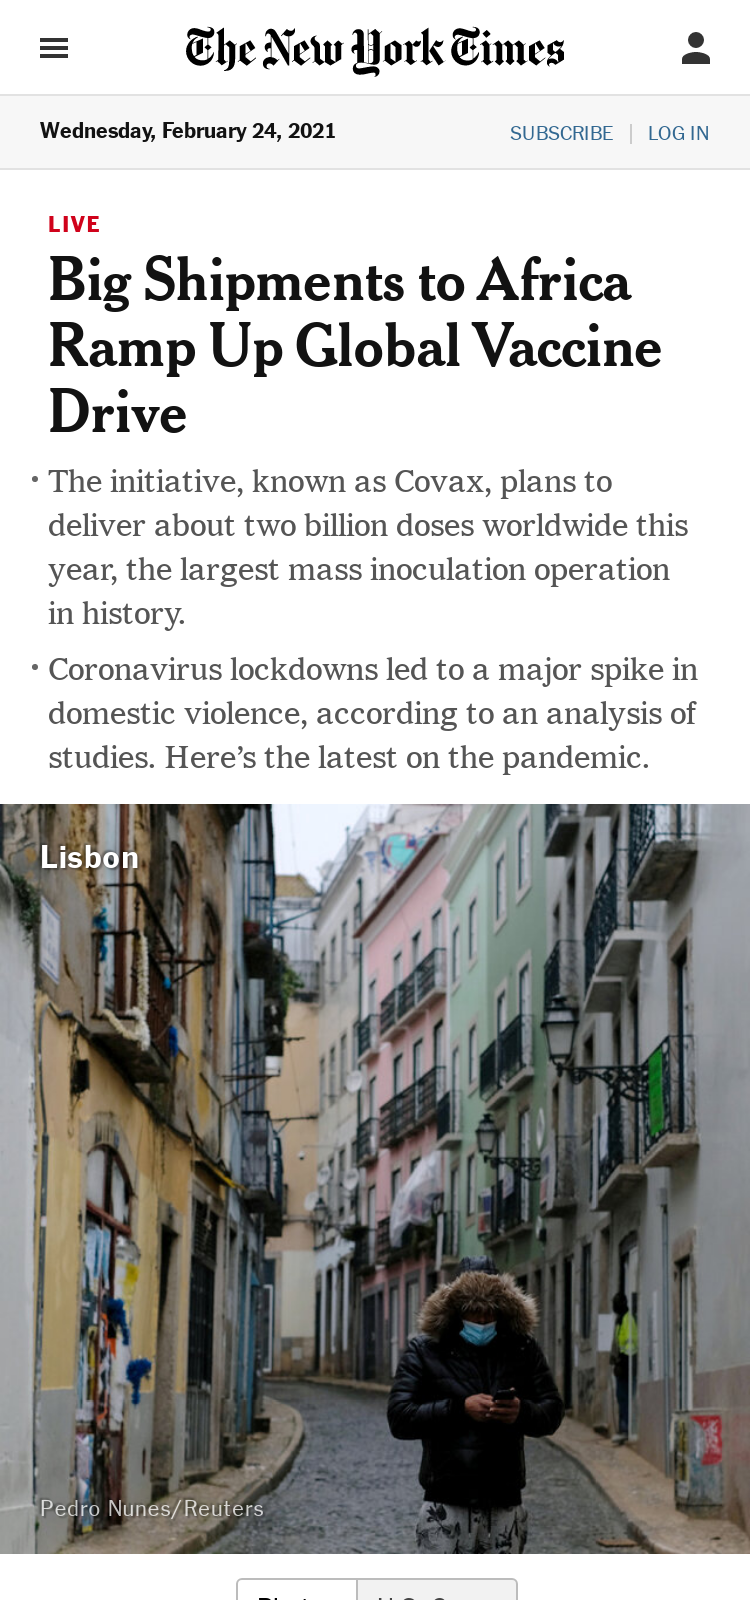 The New York Times
Wednesday, February 24, 2021
SUBSCRIBE | LOG IN
LIVE
Big Shipments to Africa
Ramp Up Global Vaccine
Drive
• The initiative, known as Covax, plans to
deliver about two billion doses worldwide this
year, the largest mass inoculation operation
in history.
• Coronavirus lockdowns led to a major spike in
domestic violence, according to an analysis of
studies. Here’s the latest on the pandemic.
Lisbon
Pedro Nunes/Reuters